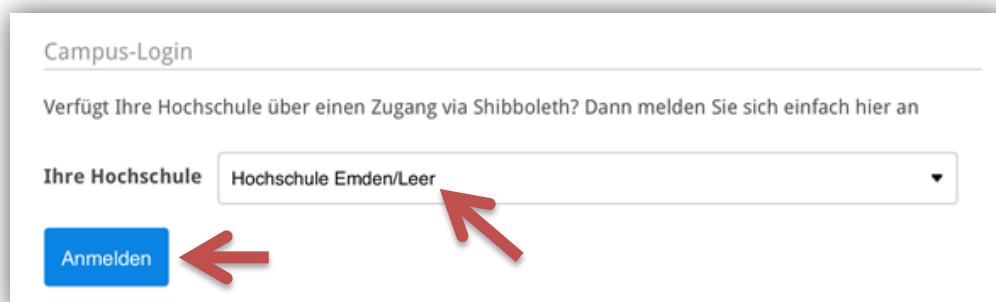 Campus-Login
Verfügt Ihre Hochschule über einen Zugang via Shibboleth? Dann melden Sie sich einfach hier an
Ihre Hochschule Hochschule Emden/Leer
Anmelden